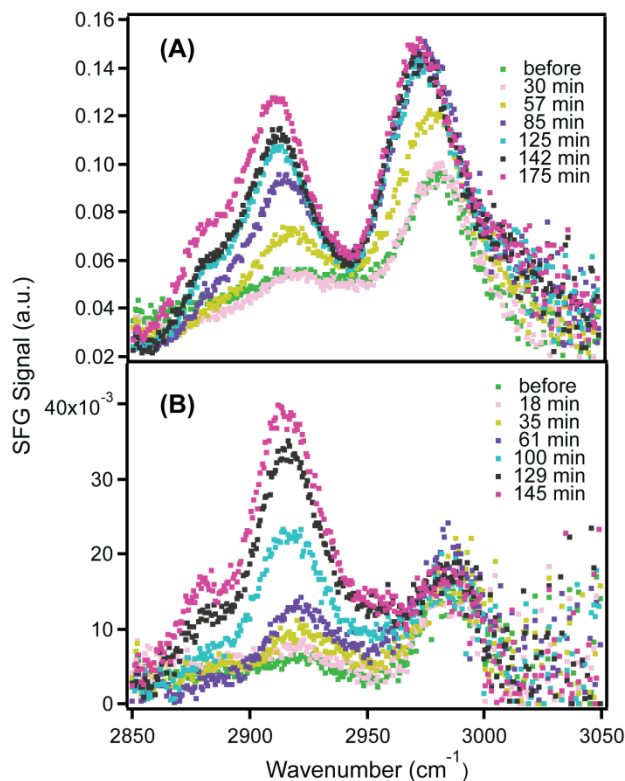 0.16
0.14
0.12
0.10
0.08
0.06
0.04
0.02
(A)
before
30 min
57 min
85 min
125 min
142 min
175 min
SFG Signal (a.u.)
40x10⁻³
30
20
10
0
(B)
before
18 min
35 min
61 min
100 min
129 min
145 min
2850 2900 2950 3000 3050
Wavenumber (cm⁻¹)